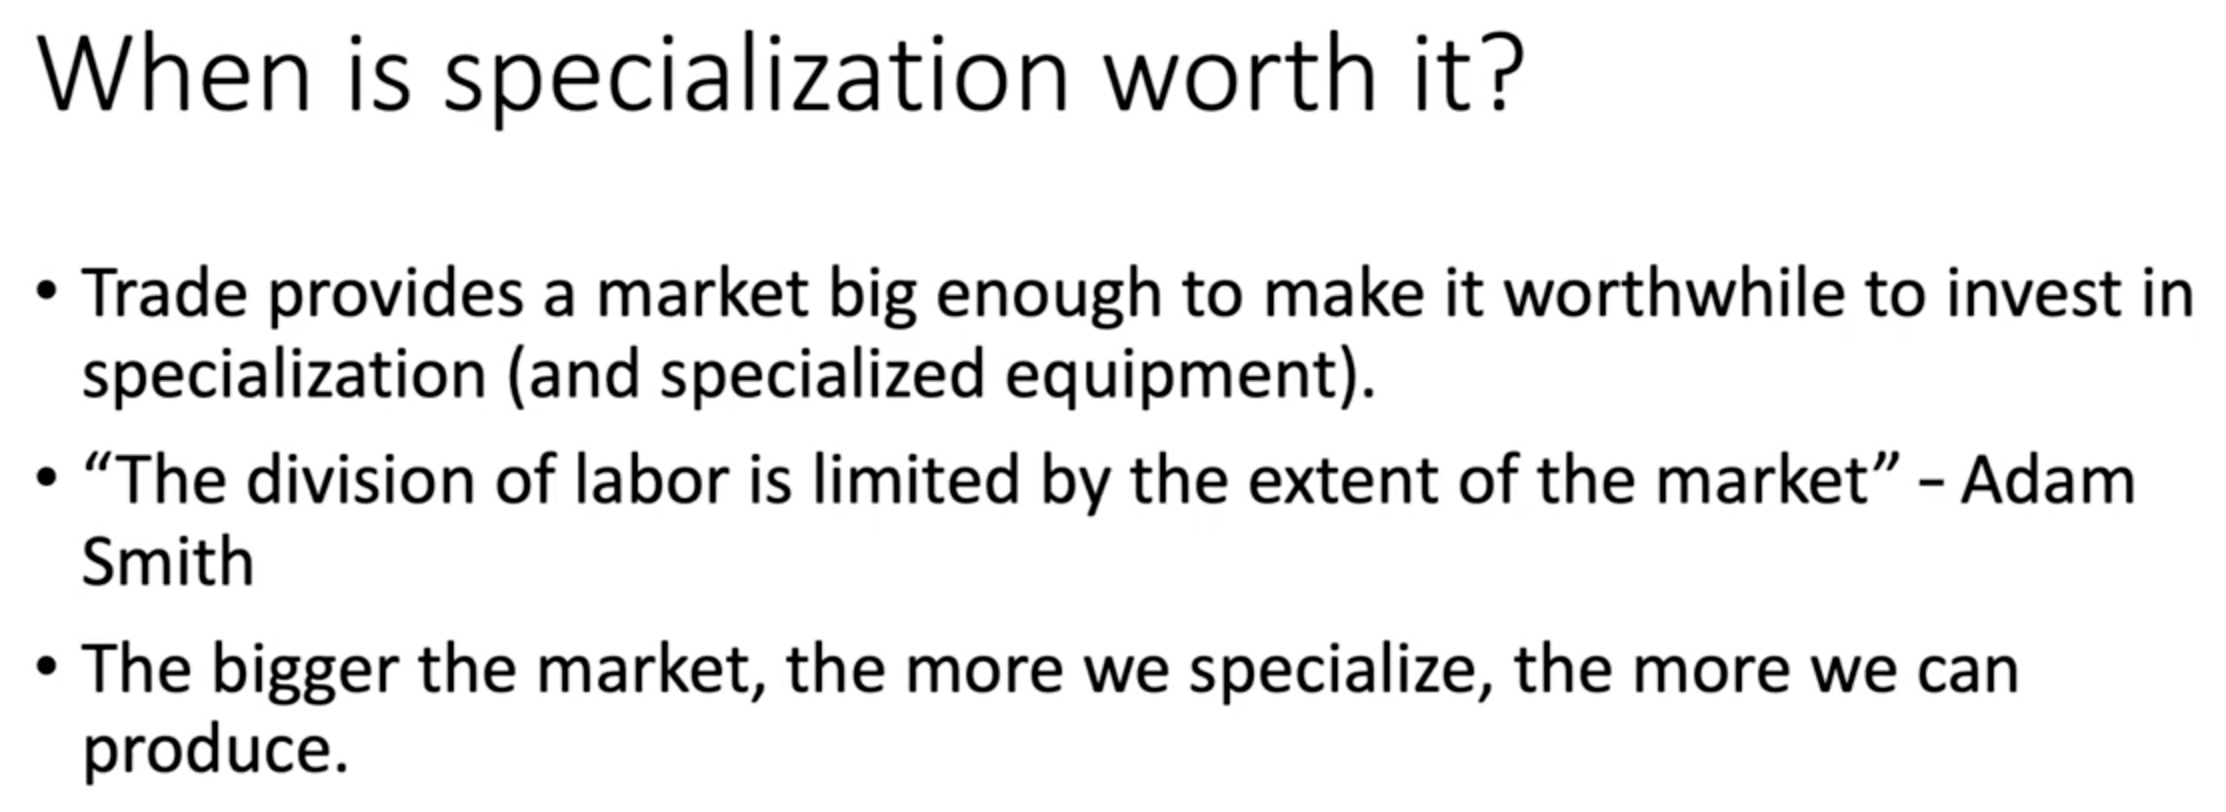 When is specialization worth it?
• Trade provides a market big enough to make it worthwhile to invest in
specialization (and specialized equipment).
• “The division of labor is limited by the extent of the market” - Adam
Smith
• The bigger the market, the more we specialize, the more we can
produce.